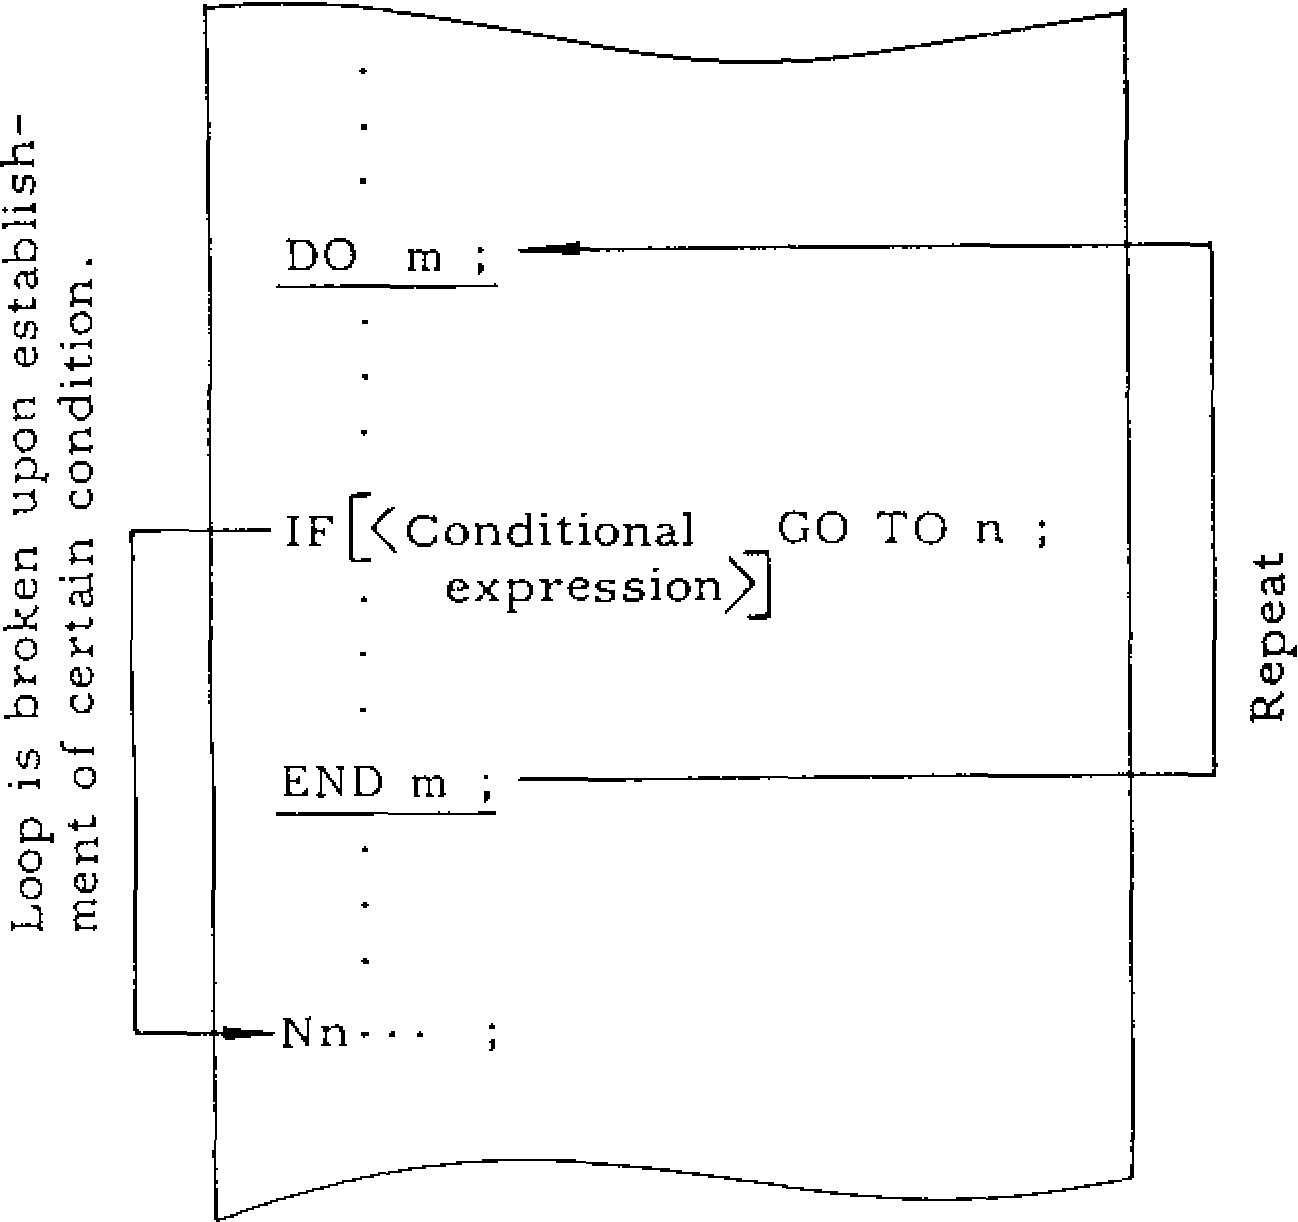 Loop is broken upon establish-
ment of certain condition.
DO m ;
IF [<Conditional GO TO n ;
expression>]
END m ;
Nn ··· ;
Repeat